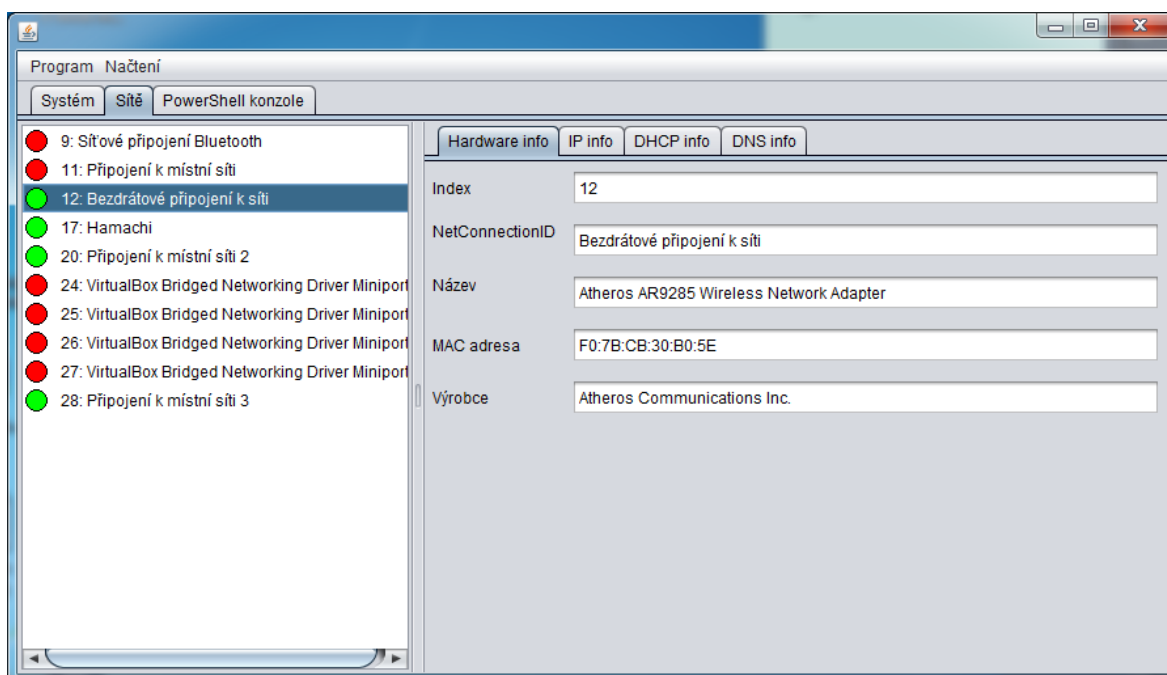 Program Načtení
Systém Sítě PowerShell konzole
9: Síťové připojení Bluetooth
11: Připojení k místní síti
12: Bezdrátové připojení k síti
17: Hamachi
20: Připojení k místní síti 2
24: VirtualBox Bridged Networking Driver Miniport
25: VirtualBox Bridged Networking Driver Miniport
26: VirtualBox Bridged Networking Driver Miniport
27: VirtualBox Bridged Networking Driver Miniport
28: Připojení k místní síti 3
Hardware info IP info DHCP info DNS info
Index 12
NetConnectionID Bezdrátové připojení k síti
Název Atheros AR9285 Wireless Network Adapter
MAC adresa F0:7B:CB:30:B0:5E
Výrobce Atheros Communications Inc.